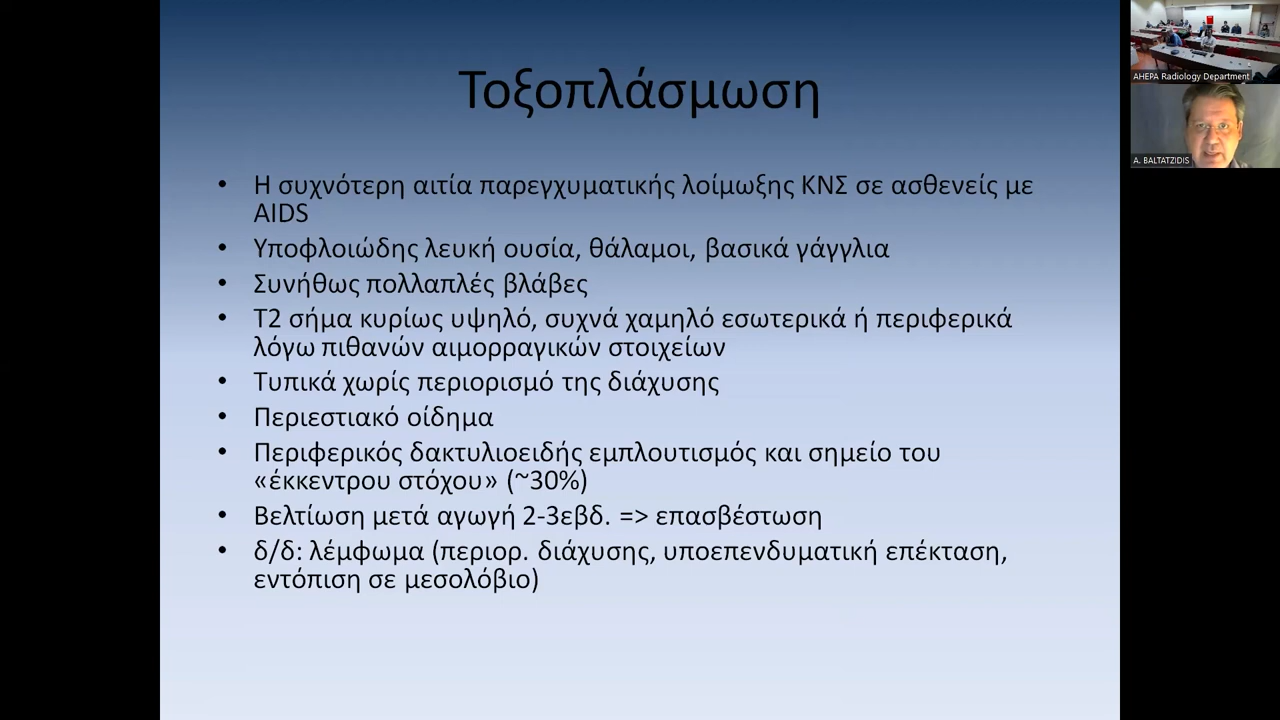 Τοξοπλάσμωση
• Η συχνότερη αιτία παρεγχυματικής λοίμωξης ΚΝΣ σε ασθενείς με
AIDS
• Υποφλοιώδης λευκή ουσία, θάλαμοι, βασικά γάγγλια
• Συνήθως πολλαπλές βλάβες
• Τ2 σήμα κυρίως υψηλό, συχνά χαμηλό εσωτερικά ή περιφερικά
λόγω πιθανών αιμορραγικών στοιχείων
• Τυπικά χωρίς περιορισμό της διάχυσης
• Περιεστιακό οίδημα
• Περιφερικός δακτυλιοειδής εμπλουτισμός και σημείο του
«έκκεντρου στόχου» (~30%)
• Βελτίωση μετά αγωγή 2-3εβδ. => επασβέστωση
• δ/δ: λέμφωμα (περιορ. διάχυσης, υποεπενδυματική επέκταση,
εντόπιση σε μεσολόβιο)
AHEPA Radiology Department
A. BALTATZIDIS